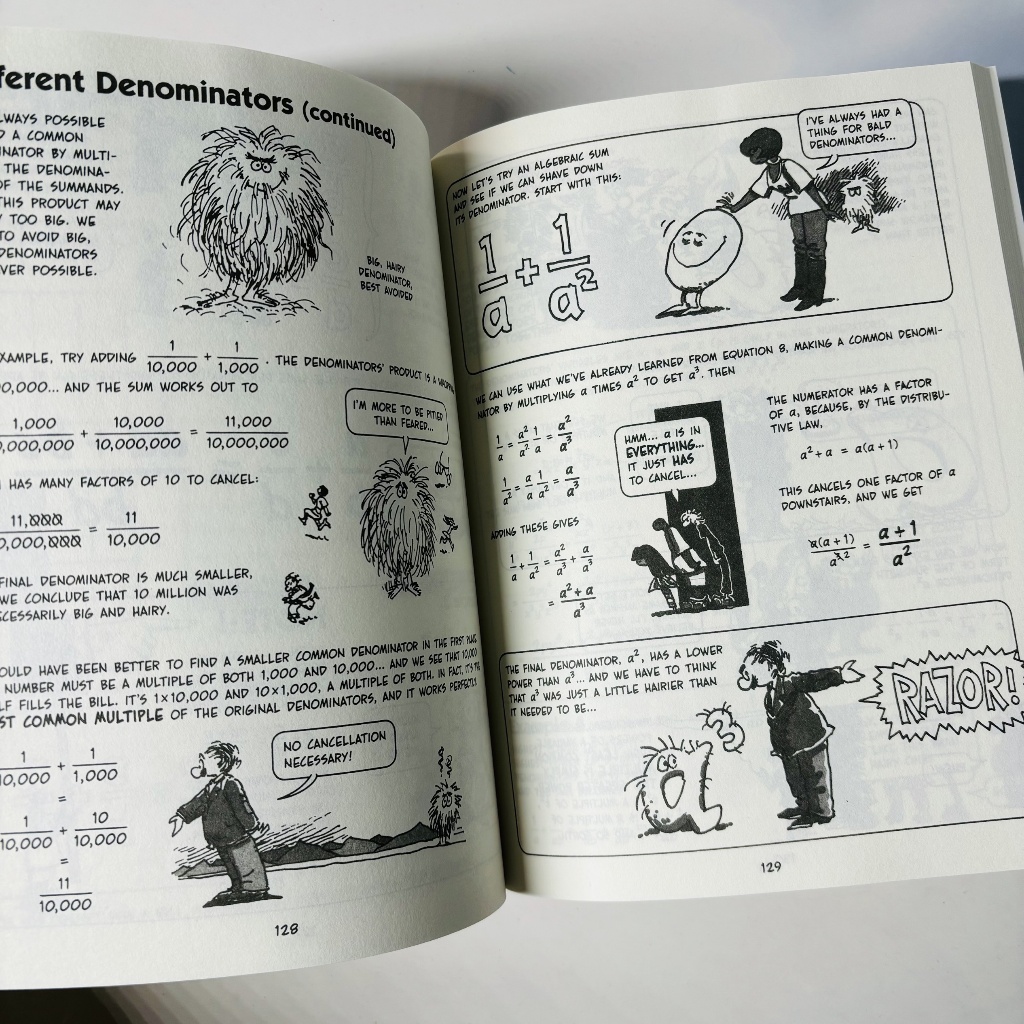 fferent Denominators (continued)
LWAYS POSSIBLE
D A COMMON
INATOR BY MULTI-
THE DENOMINA-
OF THE SUMMANDS.
THIS PRODUCT MAY
Y TOO BIG. WE
TO AVOID BIG,
DENOMINATORS
VER POSSIBLE.
BIG, HAIRY
DENOMINATOR,
BEST AVOIDED
XAMPLE, TRY ADDING 1/10,000 + 1/1,000. THE DENOMINATORS' PRODUCT IS A
00,000... AND THE SUM WORKS OUT TO
1,000/0,000,000 + 10,000/10,000,000 = 11,000/10,000,000
I'M MORE TO BE PITIED
THAN FEARED...
HAS MANY FACTORS OF 10 TO CANCEL:
11,000/0,000,000 = 11/10,000
FINAL DENOMINATOR IS MUCH SMALLER,
WE CONCLUDE THAT 10 MILLION WAS
CESSARILY BIG AND HAIRY.
OULD HAVE BEEN BETTER TO FIND A SMALLER COMMON DENOMINATOR IN THE FIRST PLACE
NUMBER MUST BE A MULTIPLE OF BOTH 1,000 AND 10,000... AND WE SEE THAT 10,000
LF FILLS THE BILL. IT'S 1×10,000 AND 10×1,000, A MULTIPLE OF BOTH. IN FACT, IT'S THE
ST COMMON MULTIPLE OF THE ORIGINAL DENOMINATORS, AND IT WORKS PERFECTLY
1/10,000 + 1/1,000
=
1/10,000 + 10/10,000
=
11/10,000
NO CANCELLATION
NECESSARY!
128
NOW LET'S TRY AN ALGEBRAIC SUM
AND SEE IF WE CAN SHAVE DOWN
ITS DENOMINATOR. START WITH THIS:
1/a + 1/a²
I'VE ALWAYS HAD A
THING FOR BALD
DENOMINATORS...
WE CAN USE WHAT WE'VE ALREADY LEARNED FROM EQUATION 8, MAKING A COMMON DENOMI-
NATOR BY MULTIPLYING a TIMES a² TO GET a³. THEN
1/a = a²/a² 1/a = a²/a³
1/a² = a/a 1/a² = a/a³
ADDING THESE GIVES
1/a + 1/a² = a²/a³ + a/a³
= a²+a/a³
HMM... a IS IN
EVERYTHING...
IT JUST HAS
TO CANCEL...
THE NUMERATOR HAS A FACTOR
OF a, BECAUSE, BY THE DISTRIBU-
TIVE LAW,
a²+a = a(a+1)
THIS CANCELS ONE FACTOR OF a
DOWNSTAIRS, AND WE GET
a(a+1)/a³ ² = a+1/a²
THE FINAL DENOMINATOR, a², HAS A LOWER
POWER THAN a³... AND WE HAVE TO THINK
THAT a³ WAS JUST A LITTLE HAIRIER THAN
IT NEEDED TO BE...
a³
RAZOR!
129